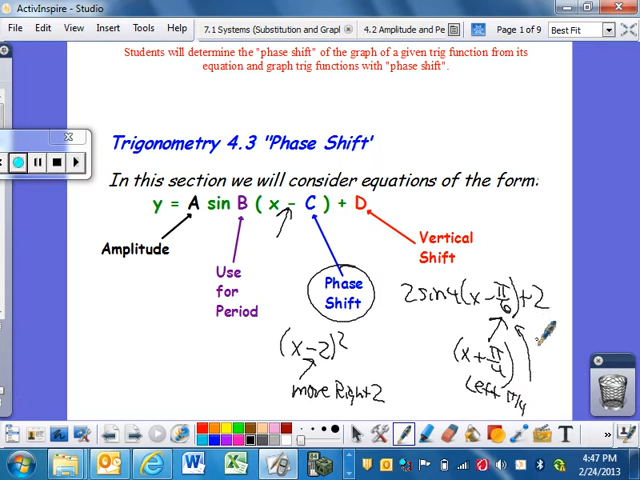 ActivInspire - Studio
File Edit View Insert Tools Help
7.1 Systems (Substitution and Graphi
4.2 Amplitude and Pe
Page 1 of 9
Best Fit
Students will determine the "phase shift" of the graph of a given trig function from its
equation and graph trig functions with "phase shift".
Trigonometry 4.3 "Phase Shift"
In this section we will consider equations of the form:
y = A sin B ( x - C ) + D
Amplitude
Vertical
Shift
Use
for
Period
Phase
Shift
2sin4(x-π/6)+2
(x-2)²
(x+π/4)
move Right 2
Left π/4
4:47 PM
2/24/2013